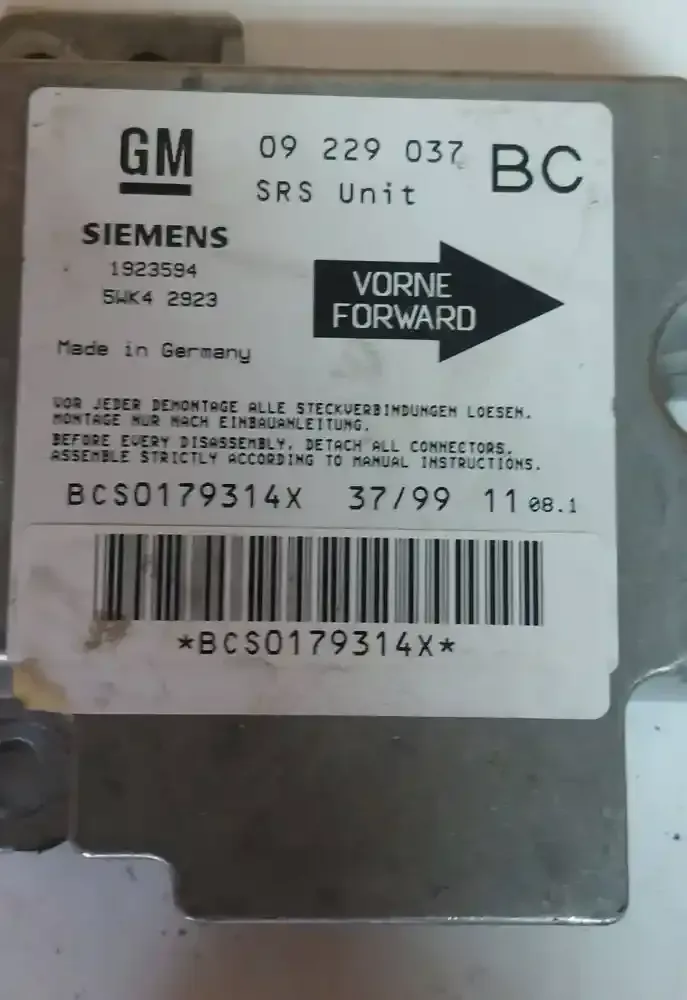 GM
09 229 037 BC
SRS Unit
SIEMENS
1923594
5WK4 2923
VORNE
FORWARD
Made in Germany
VOR JEDER DEMONTAGE ALLE STECKVERBINDUNGEN LOESEN.
MONTAGE NUR NACH EINBAUANLEITUNG.
BEFORE EVERY DISASSEMBLY, DETACH ALL CONNECTORS.
ASSEMBLE STRICTLY ACCORDING TO MANUAL INSTRUCTIONS.
BCS0179314X 37/99 11 08.1
*BCS0179314X*